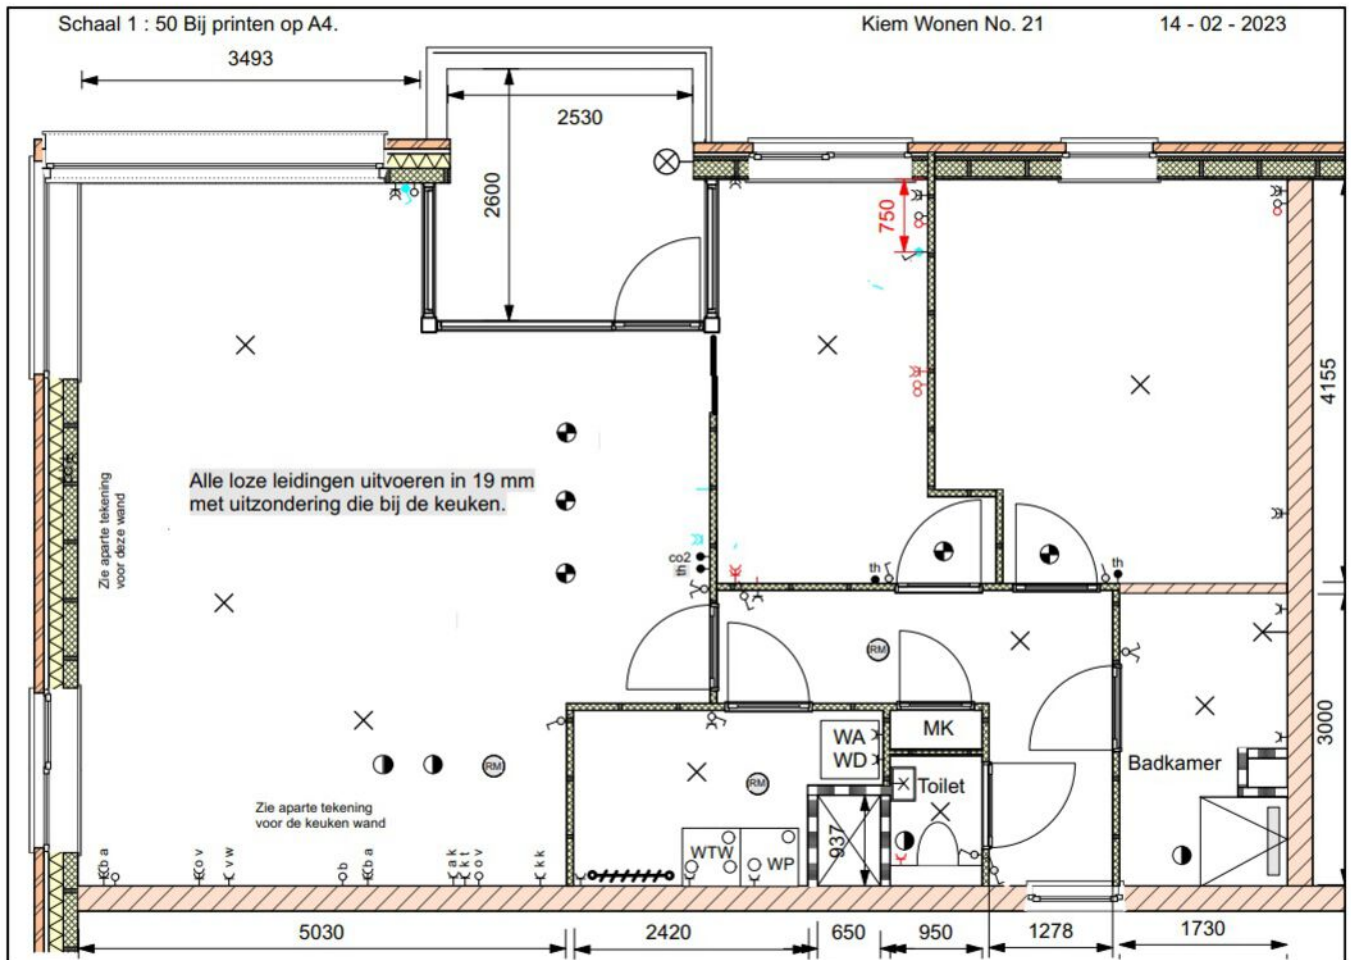 Schaal 1 : 50 Bij printen op A4.
Kiem Wonen No. 21
14 - 02 - 2023
3493
2530
2600
750
4155
Alle loze leidingen uitvoeren in 19 mm
met uitzondering die bij de keuken.
Zie aparte tekening
voor deze wand
co2
th
th
th
RM
3000
MK
WA
WD
Badkamer
RM
RM
Toilet
Zie aparte tekening
voor de keuken wand
937
WTW
WP
b a
o v
v w
b
b a
a k
k t
o v
k k
5030
2420
650
950
1278
1730